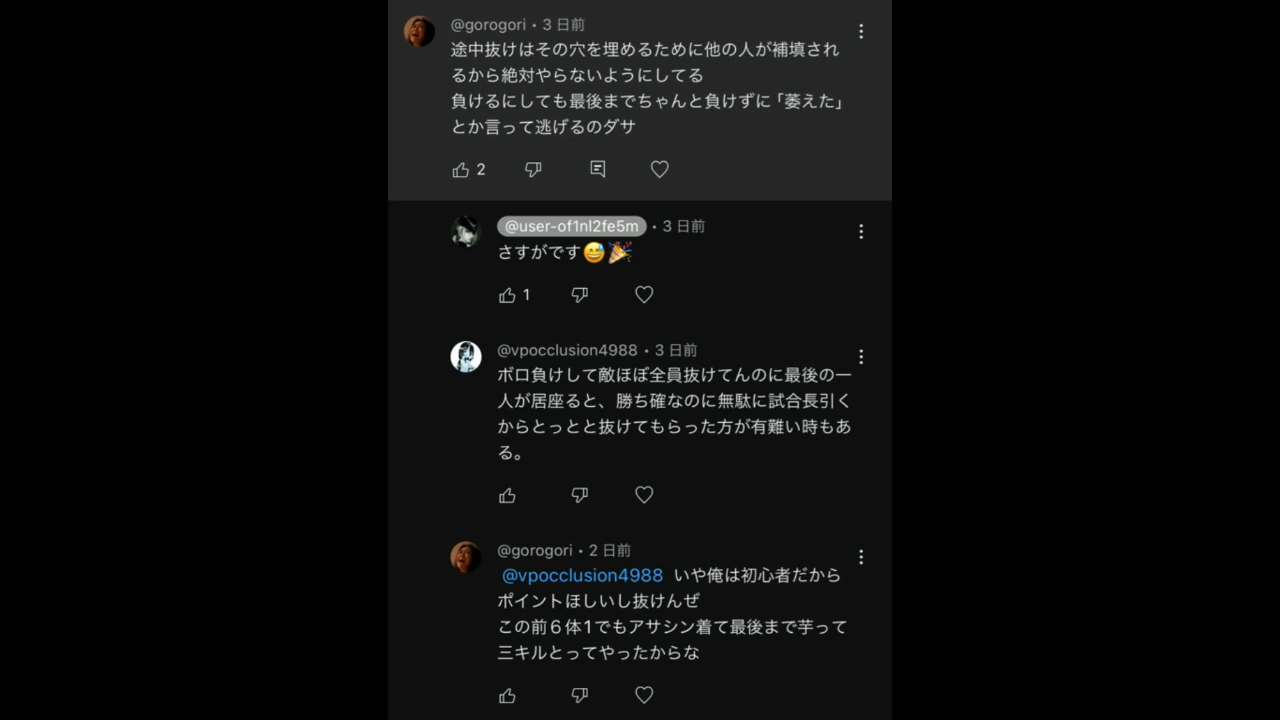 @gorogori・3 日前
途中抜けはその穴を埋めるために他の人が補填され
るから絶対やらないようにしてる
負けるにしても最後までちゃんと負けずに「萎えた」
とか言って逃げるのダサ
2
@user-of1nl2fe5m・3 日前
さすがです😅🎉
1
@vpocclusion4988・3 日前
ボロ負けして敵ほぼ全員抜けてんのに最後の一
人が居座ると、勝ち確なのに無駄に試合長引く
からとっとと抜けてもらった方が有難い時もあ
る。
@gorogori・2 日前
@vpocclusion4988 いや俺は初心者だから
ポイントほしいし抜けんぜ
この前６体1でもアサシン着て最後まで芋って
三キルとってやったからな